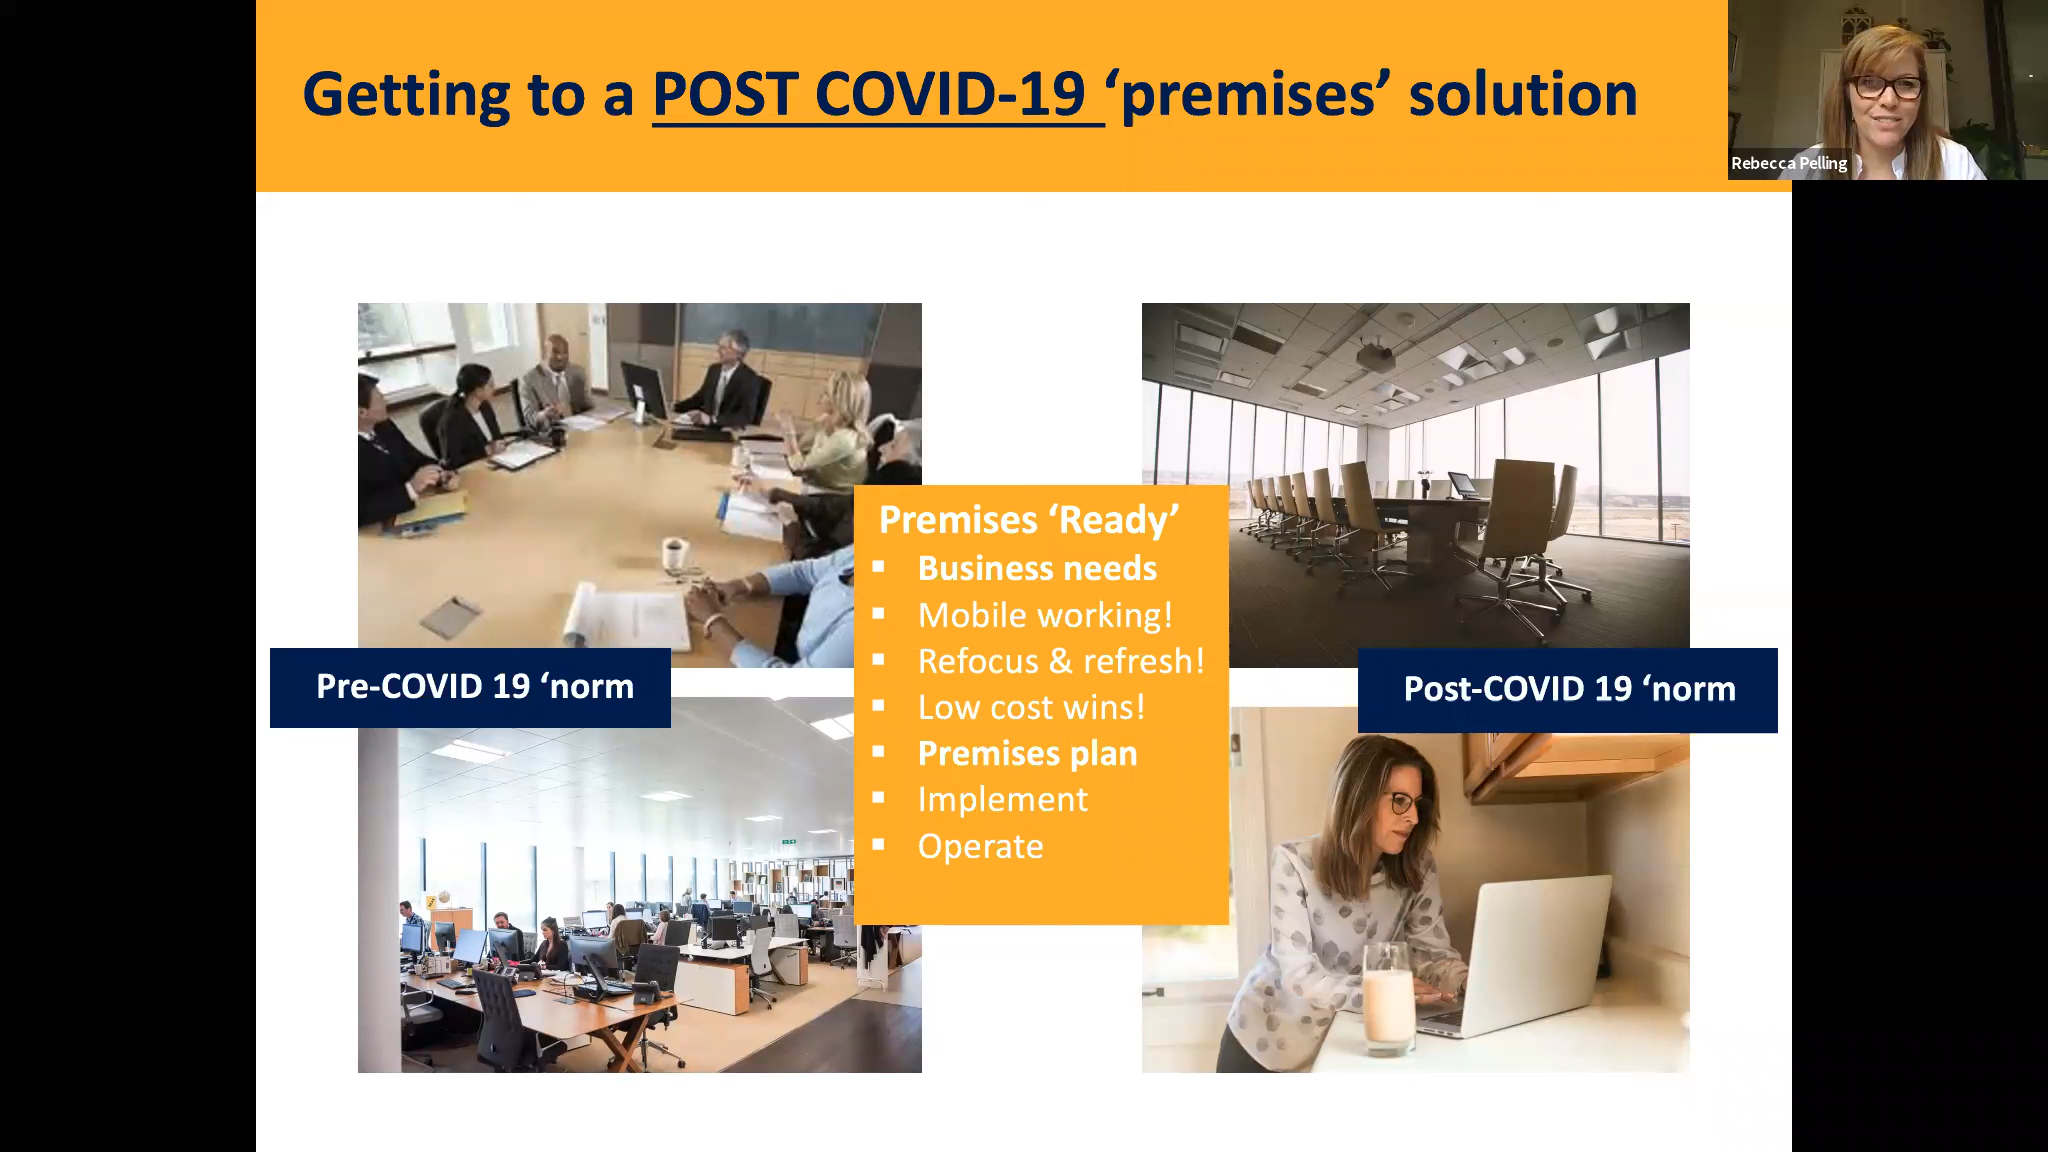 Getting to a POST COVID-19 ‘premises’ solution
Rebecca Pelling
Pre-COVID 19 ‘norm
Premises ‘Ready’
▪ Business needs
▪ Mobile working!
▪ Refocus & refresh!
▪ Low cost wins!
▪ Premises plan
▪ Implement
▪ Operate
Post-COVID 19 ‘norm